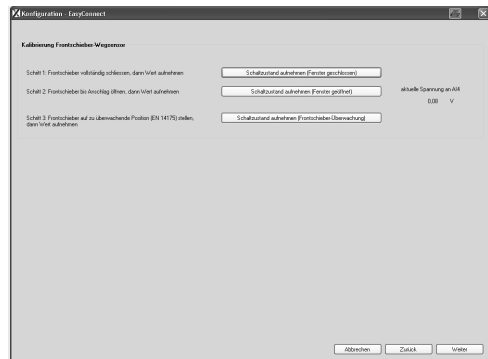 Konfiguration - EasyConnect
Kalibrierung Frontschieber-Wegsensor
Schritt 1: Frontschieber vollständig schliessen, dann Wert aufnehmen
Schaltzustand aufnehmen (Fenster geschlossen)
Schritt 2: Frontschieber bis Anschlag öffnen, dann Wert aufnehmen
Schaltzustand aufnehmen (Fenster geöffnet)
aktuelle Spannung an AI4
0,08 V
Schritt 3: Frontschieber auf zu überwachende Position (EN 14175) stellen,
dann Wert aufnehmen
Schaltzustand aufnehmen (Frontschieber-Überwachung)
Abbrechen
Zurück
Weiter